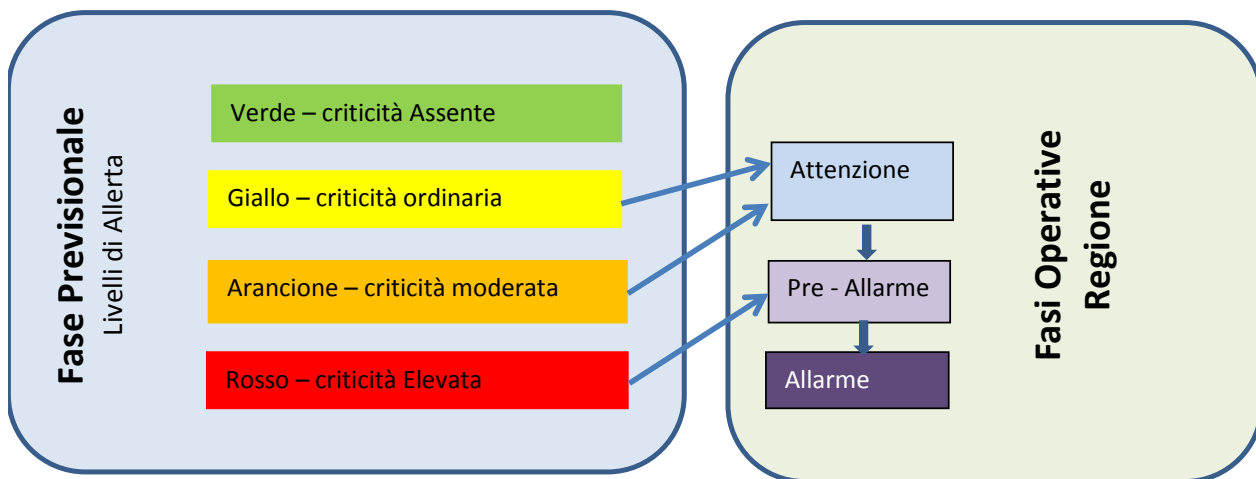 Fase Previsionale
Livelli di Allerta
Verde – criticità Assente
Giallo – criticità ordinaria
Arancione – criticità moderata
Rosso – criticità Elevata
Attenzione
Pre - Allarme
Allarme
Fasi Operative
Regione